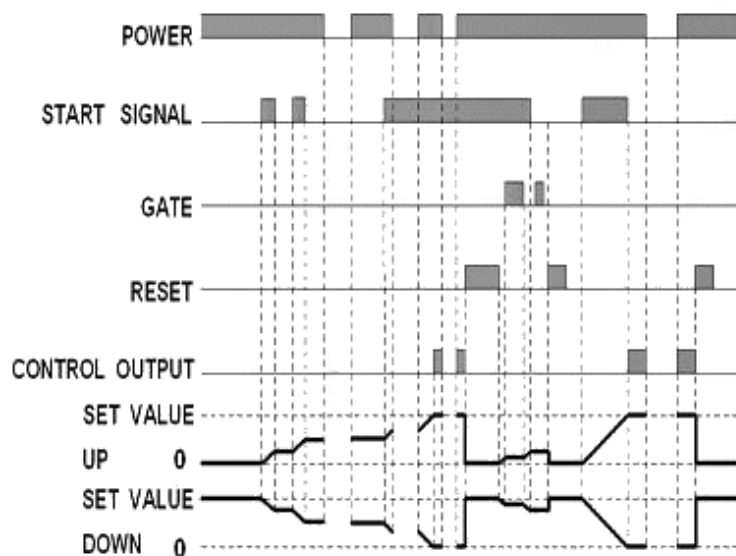 POWER
START SIGNAL
GATE
RESET
CONTROL OUTPUT
SET VALUE
UP 0
SET VALUE
DOWN 0